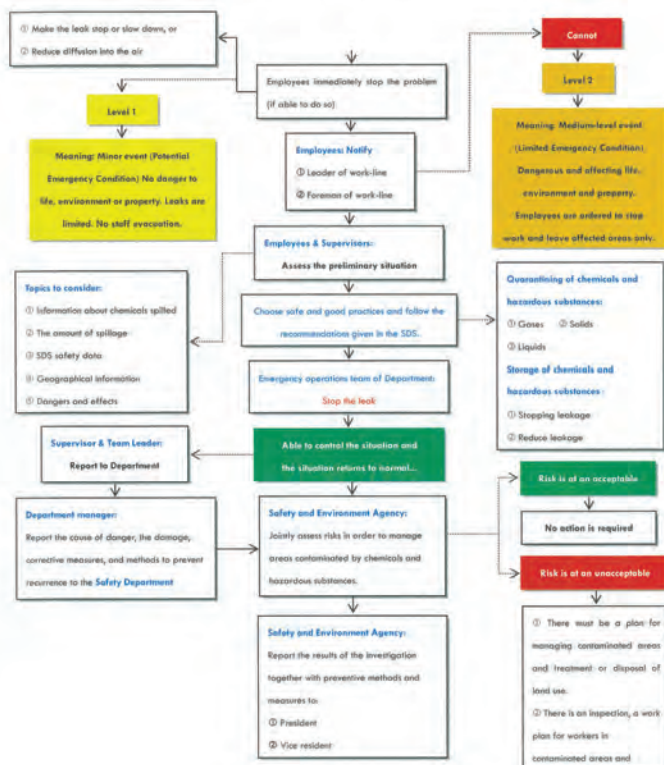 ① Make the leak stop or slow down, or
② Reduce diffusion into the air
Cannot
Employees immediately stop the problem
(if able to do so)
Level 1
Level 2
Meaning: Minor event (Potential
Emergency Condition) No danger to
life, environment or property. Leaks are
limited. No staff evacuation.
Employees: Notify
① Leader of work-line
② Foreman of work-line
Meaning: Medium-level event
(Limited Emergency Condition)
Dangerous and affecting life,
environment and property.
Employees are ordered to stop
work and leave affected areas only.
Employees & Supervisors:
Assess the preliminary situation
Topics to consider:
① Information about chemicals spilled
② The amount of spillage
③ SDS safety data
④ Geographical information
⑤ Dangers and effects
Choose safe and good practices and follow the
recommendations given in the SDS.
Quarantining of chemicals and
hazardous substances:
① Gases ② Solids
③ Liquids
Storage of chemicals and
hazardous substances :
① Stopping leakage
② Reduce leakage
Emergency operations team of Department:
Stop the leak
Supervisor & Team Leader:
Report to Department
Able to control the situation and
the situation returns to normal...
Risk is at an acceptable
No action is required
Department manager:
Report the cause of danger, the damage,
corrective measures, and methods to prevent
recurrence to the Safety Department
Safety and Environment Agency:
Jointly assess risks in order to manage
areas contaminated by chemicals and
hazardous substances.
Risk is at an unacceptable
Safety and Environment Agency:
Report the results of the investigation
together with preventive methods and
measures to:
① President
② Vice resident
① There must be a plan for
managing contaminated areas
and treatment or disposal of
land use.
② There is an inspection, a work
plan for workers in
contaminated areas and